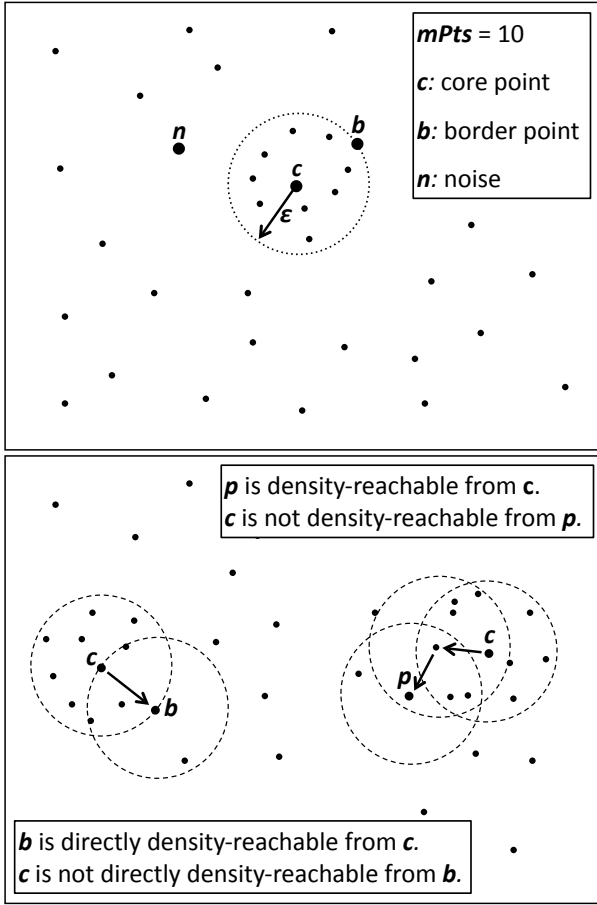 mPts = 10
c: core point
b: border point
n: noise
n
b
c
ε
p is density-reachable from c.
c is not density-reachable from p.
c
b
c
p
b is directly density-reachable from c.
c is not directly density-reachable from b.